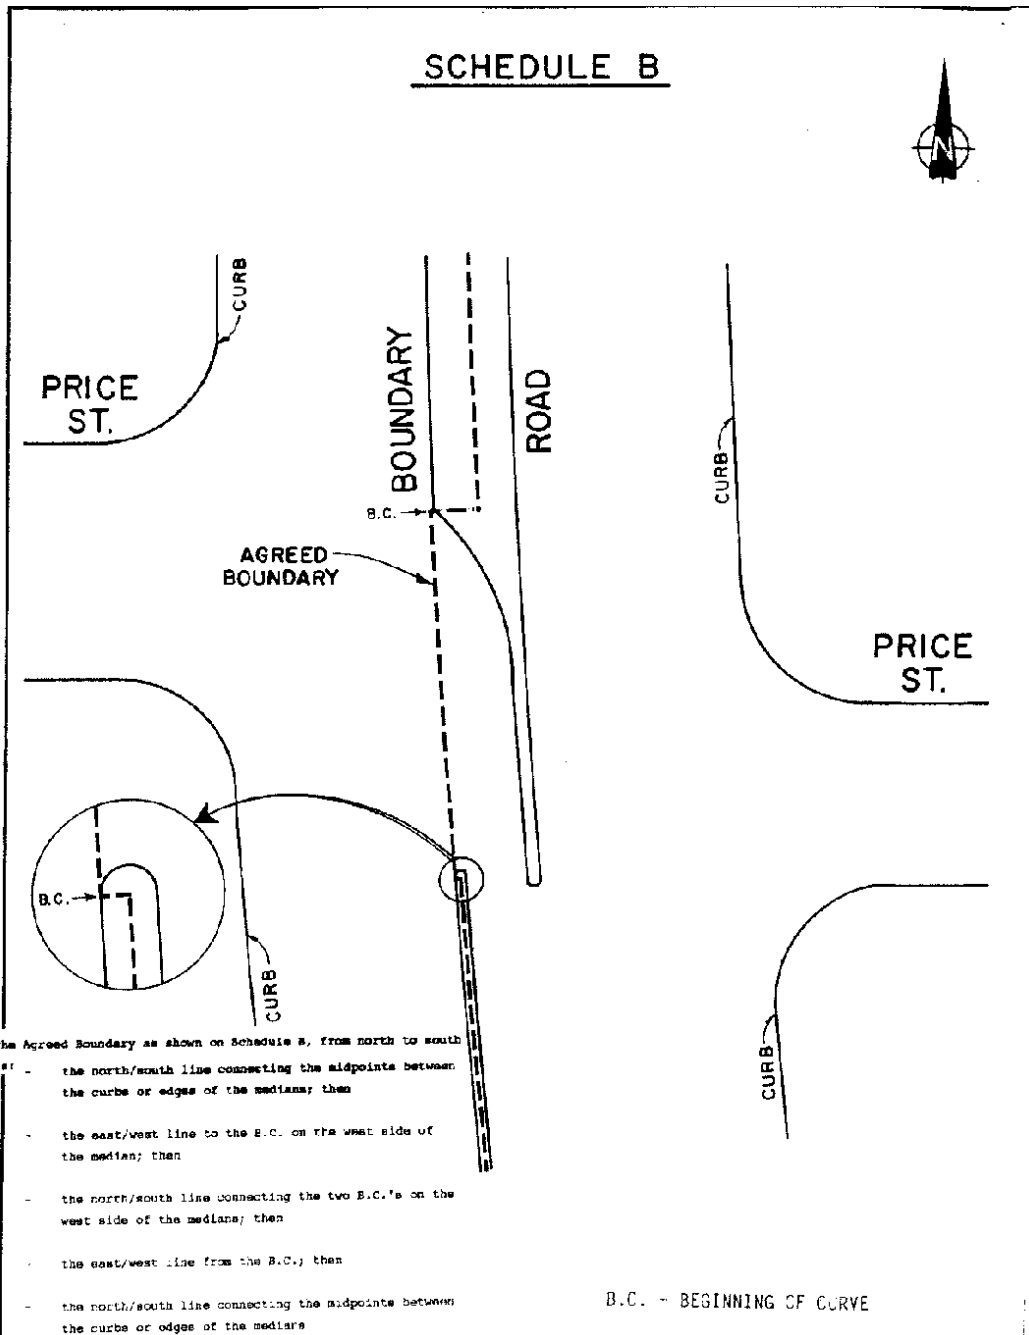 SCHEDULE B
N
CURB
PRICE
ST.
BOUNDARY
ROAD
CURB
B.C.
AGREED
BOUNDARY
PRICE
ST.
B.C.
CURB
CURB
Agreed Boundary as shown on Schedule B, from north to south
- the north/south line connecting the midpoints between
the curbs or edges of the medians; then
- the east/west line to the B.C. on the west side of
the median; then
- the north/south line connecting the two B.C.'s on the
west side of the medians; then
- the east/west line from the B.C.; then
- the north/south line connecting the midpoints between
the curbs or edges of the medians
B.C. - BEGINNING OF CURVE